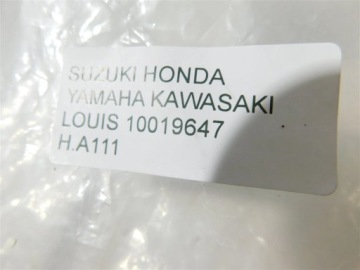 SUZUKI HONDA
YAMAHA KAWASAKI
LOUIS 10019647
H.A111